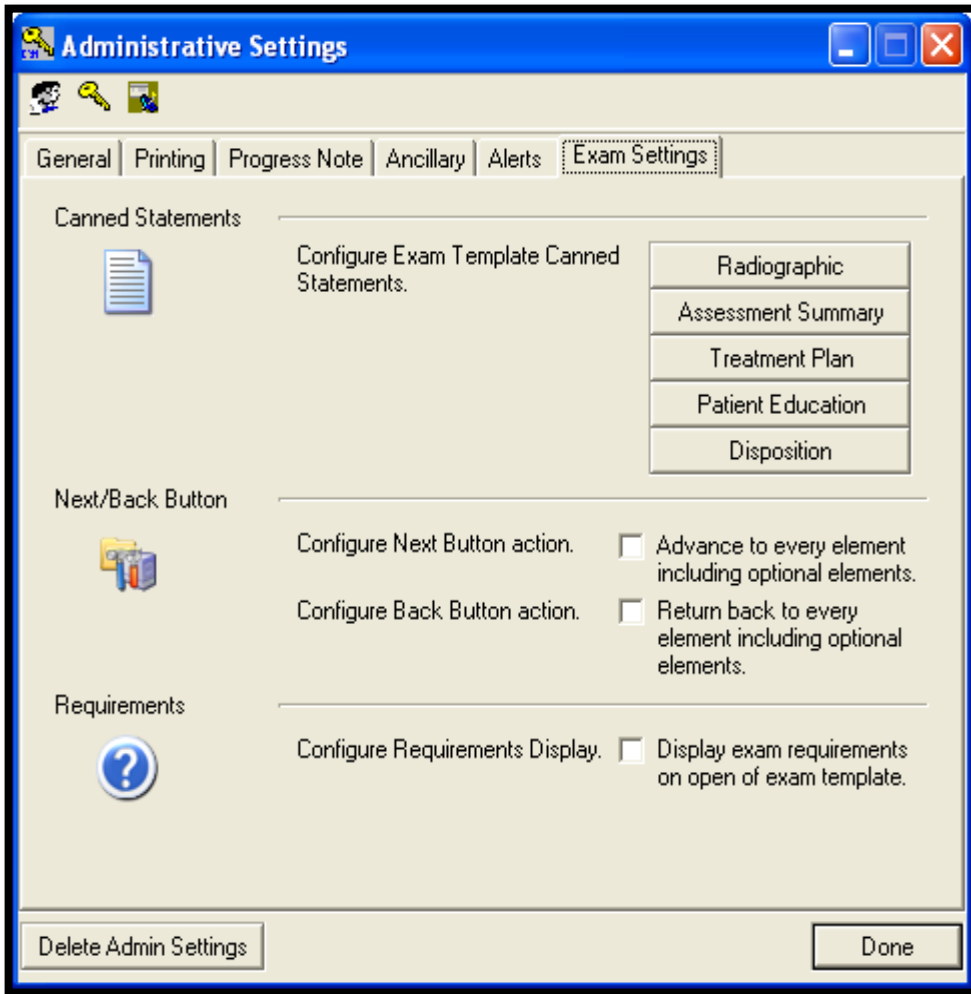 Administrative Settings
General
Printing
Progress Note
Ancillary
Alerts
Exam Settings
Canned Statements
Configure Exam Template Canned
Statements.
Radiographic
Assessment Summary
Treatment Plan
Patient Education
Disposition
Next/Back Button
Configure Next Button action.
Advance to every element
including optional elements.
Configure Back Button action.
Return back to every
element including optional
elements.
Requirements
Configure Requirements Display.
Display exam requirements
on open of exam template.
Delete Admin Settings
Done